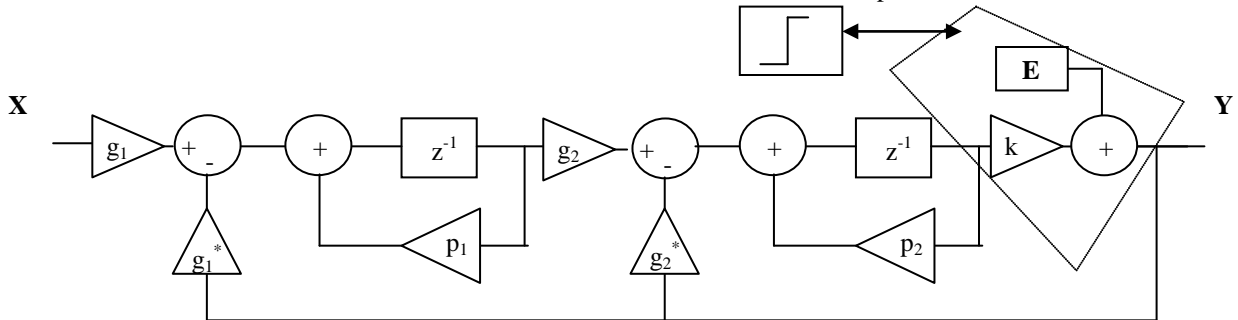 E
X
Y
g₁
+
-
+
z⁻¹
g₂
+
-
+
z⁻¹
k
+
g₁*
p₁
g₂*
p₂